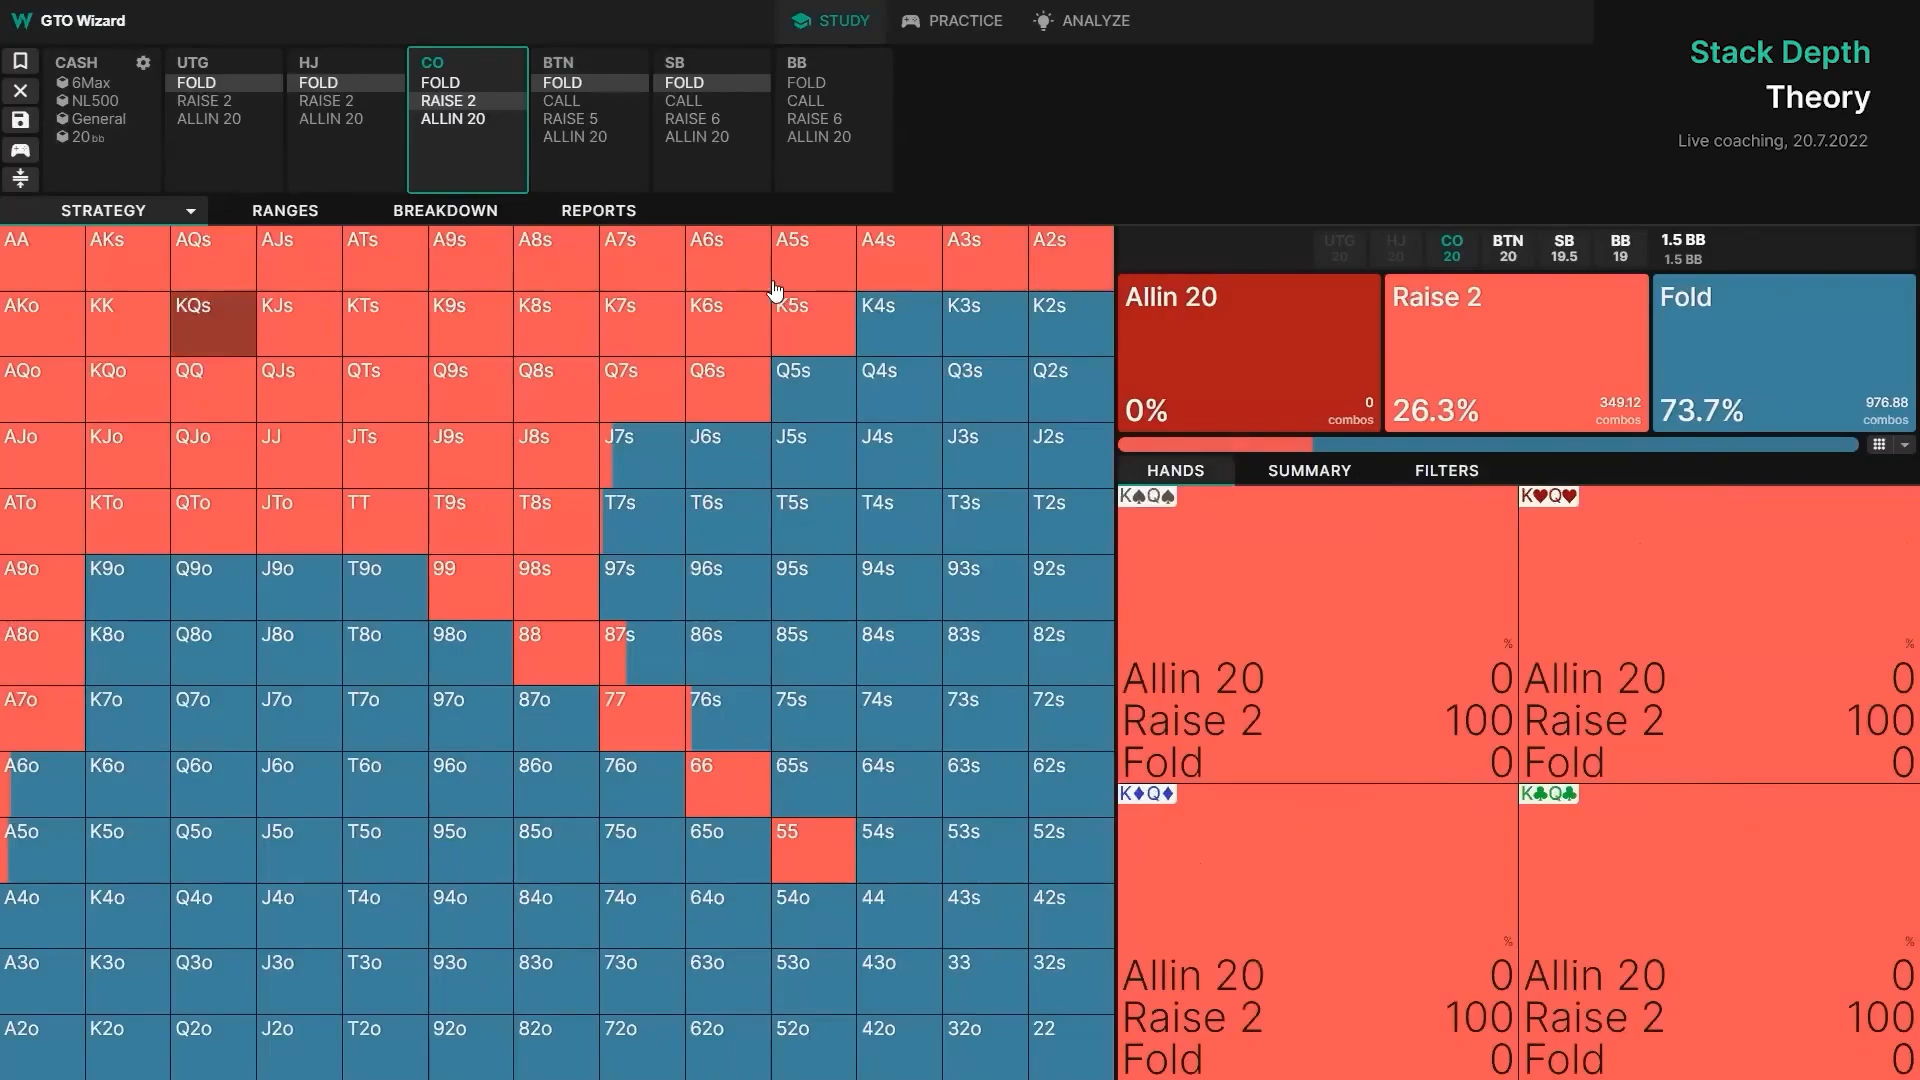 GTO Wizard
STUDY
PRACTICE
ANALYZE
Stack Depth
Theory
Live coaching, 20.7.2022
CASH
6Max
NL500
General
20bb
UTG
FOLD
RAISE 2
ALLIN 20
HJ
FOLD
RAISE 2
ALLIN 20
CO
FOLD
RAISE 2
ALLIN 20
BTN
FOLD
CALL
RAISE 5
ALLIN 20
SB
FOLD
CALL
RAISE 6
ALLIN 20
BB
FOLD
CALL
RAISE 6
ALLIN 20
STRATEGY RANGES BREAKDOWN REPORTS
AA AKs AQs AJs ATs A9s A8s A7s A6s A5s A4s A3s A2s
AKo KK KQs KJs KTs K9s K8s K7s K6s K5s K4s K3s K2s
AQo KQo QQ QJs QTs Q9s Q8s Q7s Q6s Q5s Q4s Q3s Q2s
AJo KJo QJo JJ JTs J9s J8s J7s J6s J5s J4s J3s J2s
ATo KTo QTo JTo TT T9s T8s T7s T6s T5s T4s T3s T2s
A9o K9o Q9o J9o T9o 99 98s 97s 96s 95s 94s 93s 92s
A8o K8o Q8o J8o T8o 98o 88 87s 86s 85s 84s 83s 82s
A7o K7o Q7o J7o T7o 97o 87o 77 76s 75s 74s 73s 72s
A6o K6o Q6o J6o T6o 96o 86o 76o 66 65s 64s 63s 62s
A5o K5o Q5o J5o T5o 95o 85o 75o 65o 55 54s 53s 52s
A4o K4o Q4o J4o T4o 94o 84o 74o 64o 54o 44 43s 42s
A3o K3o Q3o J3o T3o 93o 83o 73o 63o 53o 43o 33 32s
A2o K2o Q2o J2o T2o 92o 82o 72o 62o 52o 42o 32o 22
UTG HJ CO BTN SB BB 1.5 BB
20 20 20 20 19.5 19 1.5 BB
Allin 20
0%
0
combos
Raise 2
26.3%
349.12
combos
Fold
73.7%
976.88
combos
HANDS SUMMARY FILTERS
K♠Q♠
%
Allin 20 0
Raise 2 100
Fold 0
K♥Q♥
%
Allin 20 0
Raise 2 100
Fold 0
K♦Q♦
%
Allin 20 0
Raise 2 100
Fold 0
K♣Q♣
%
Allin 20 0
Raise 2 100
Fold 0